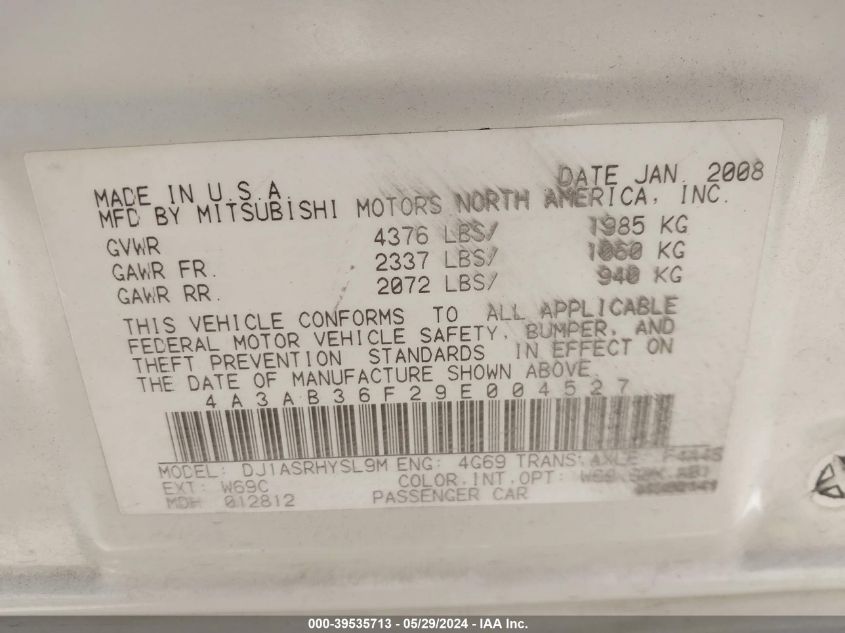 MADE IN U.S.A. DATE JAN. 2008
MFD BY MITSUBISHI MOTORS NORTH AMERICA, INC.
GVWR 4376 LBS/ 1985 KG
GAWR FR. 2337 LBS/ 1060 KG
GAWR RR. 2072 LBS/ 940 KG
THIS VEHICLE CONFORMS TO ALL APPLICABLE
FEDERAL MOTOR VEHICLE SAFETY, BUMPER, AND
THEFT PREVENTION STANDARDS IN EFFECT ON
THE DATE OF MANUFACTURE SHOWN ABOVE.
4A3AB36F29E004527
MODEL: DJ1ASRHYSL9M ENG: 4G69 TRANS: AXLE:
EXT: W69C COLOR, INT, OPT:
MDH 012812 PASSENGER CAR
000-39535713 - 05/29/2024 - IAA Inc.